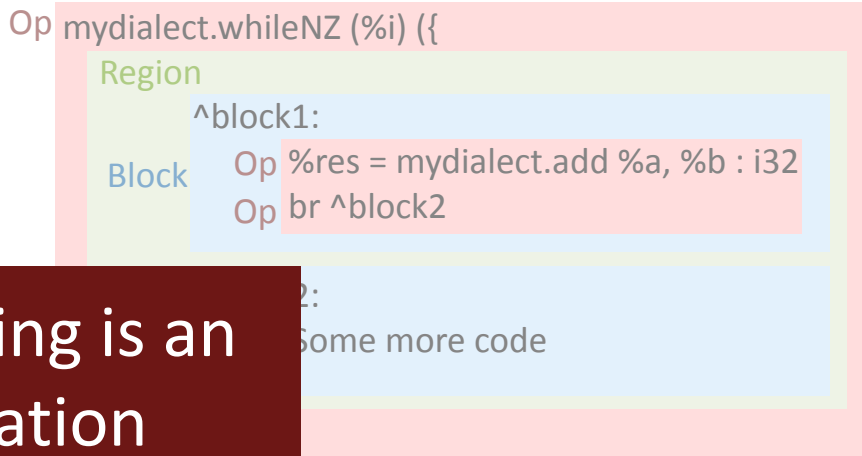 Op mydialect.whileNZ (%i) ({
Region
^block1:
Block Op %res = mydialect.add %a, %b : i32
Op br ^block2
2:
Some more code
ing is an
ation